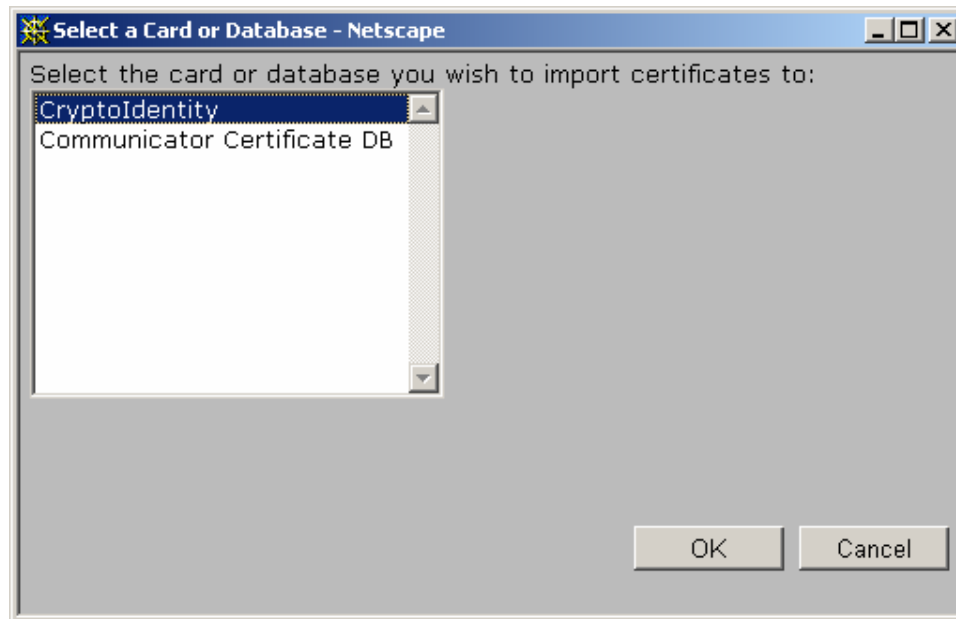 Select a Card or Database - Netscape
Select the card or database you wish to import certificates to:
CryptoIdentity
Communicator Certificate DB
OK
Cancel